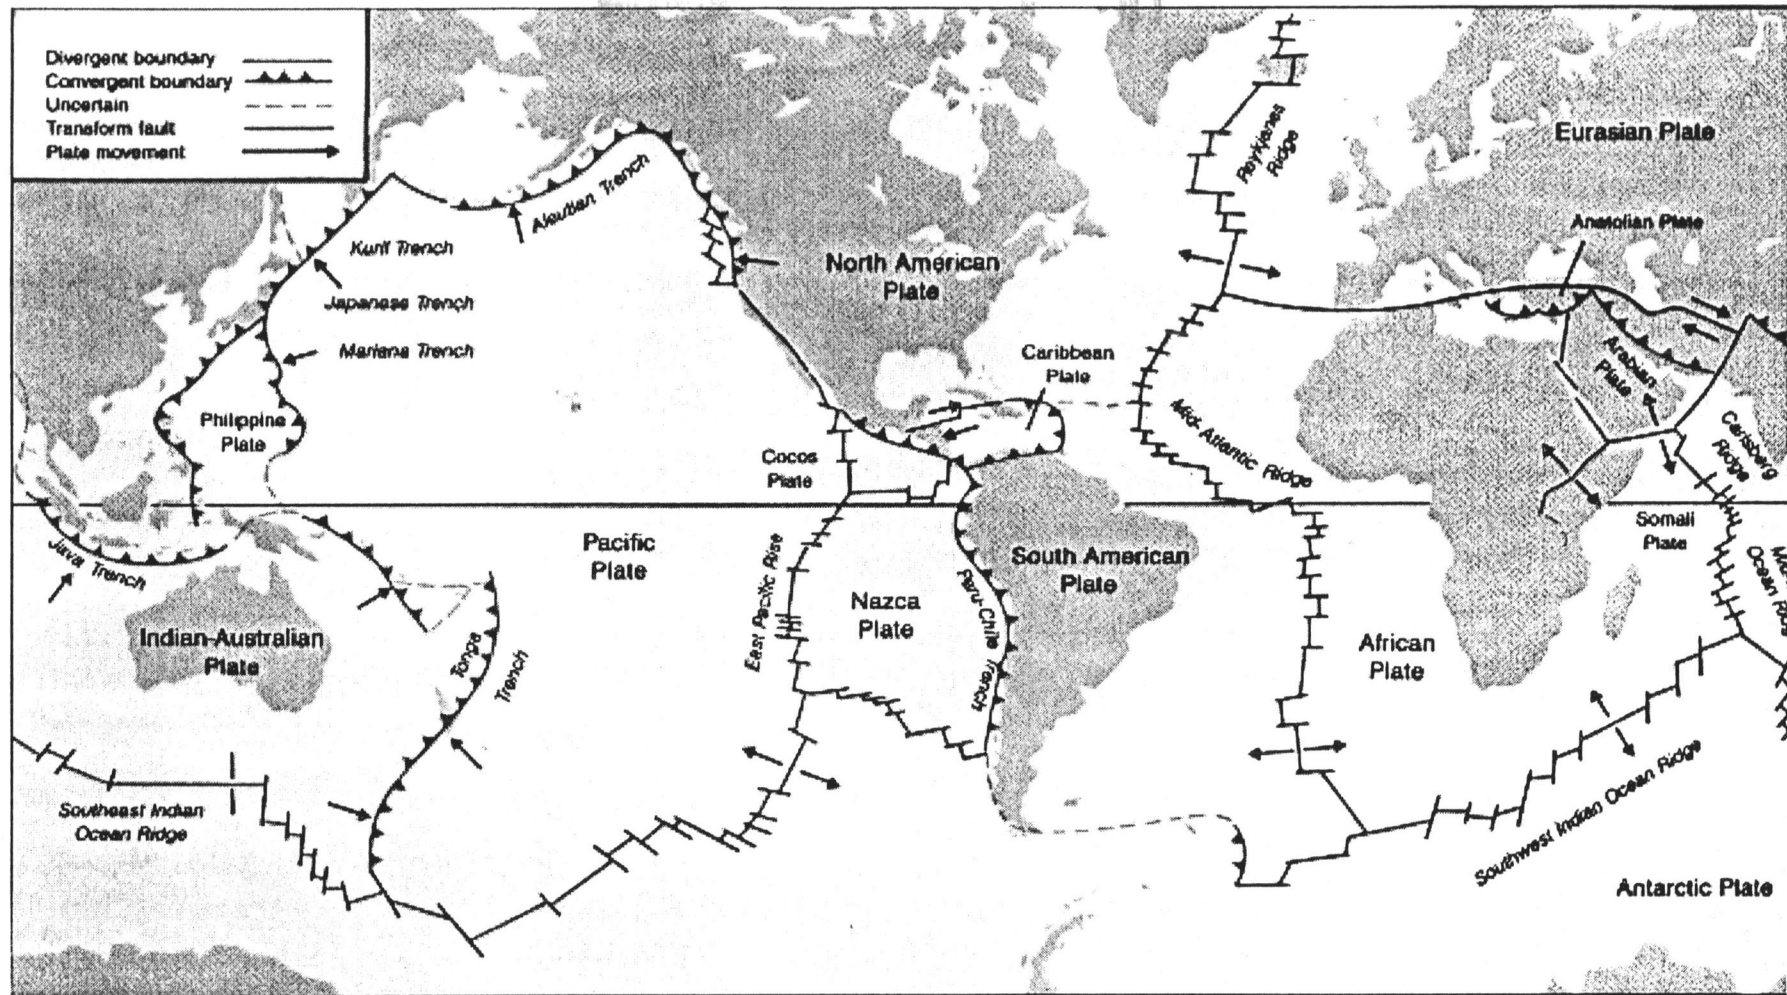 Divergent boundary
Convergent boundary
Uncertain
Transform fault
Plate movement
Aleutian Trench
Kuril Trench
Japanese Trench
Mariana Trench
Philippine
Plate
North American
Plate
Reykjanes
Ridge
Eurasian Plate
Anatolian Plate
Arabian
Plate
Caribbean
Plate
Mid-Atlantic Ridge
Carlsberg
Ridge
Cocos
Plate
Java Trench
Pacific
Plate
East Pacific Rise
Nazca
Plate
Peru-Chile Trench
South American
Plate
Somali
Plate
Ocean Ridge
African
Plate
Indian-Australian
Plate
Tonga
Trench
Southeast Indian
Ocean Ridge
Southwest Indian Ocean Ridge
Antarctic Plate